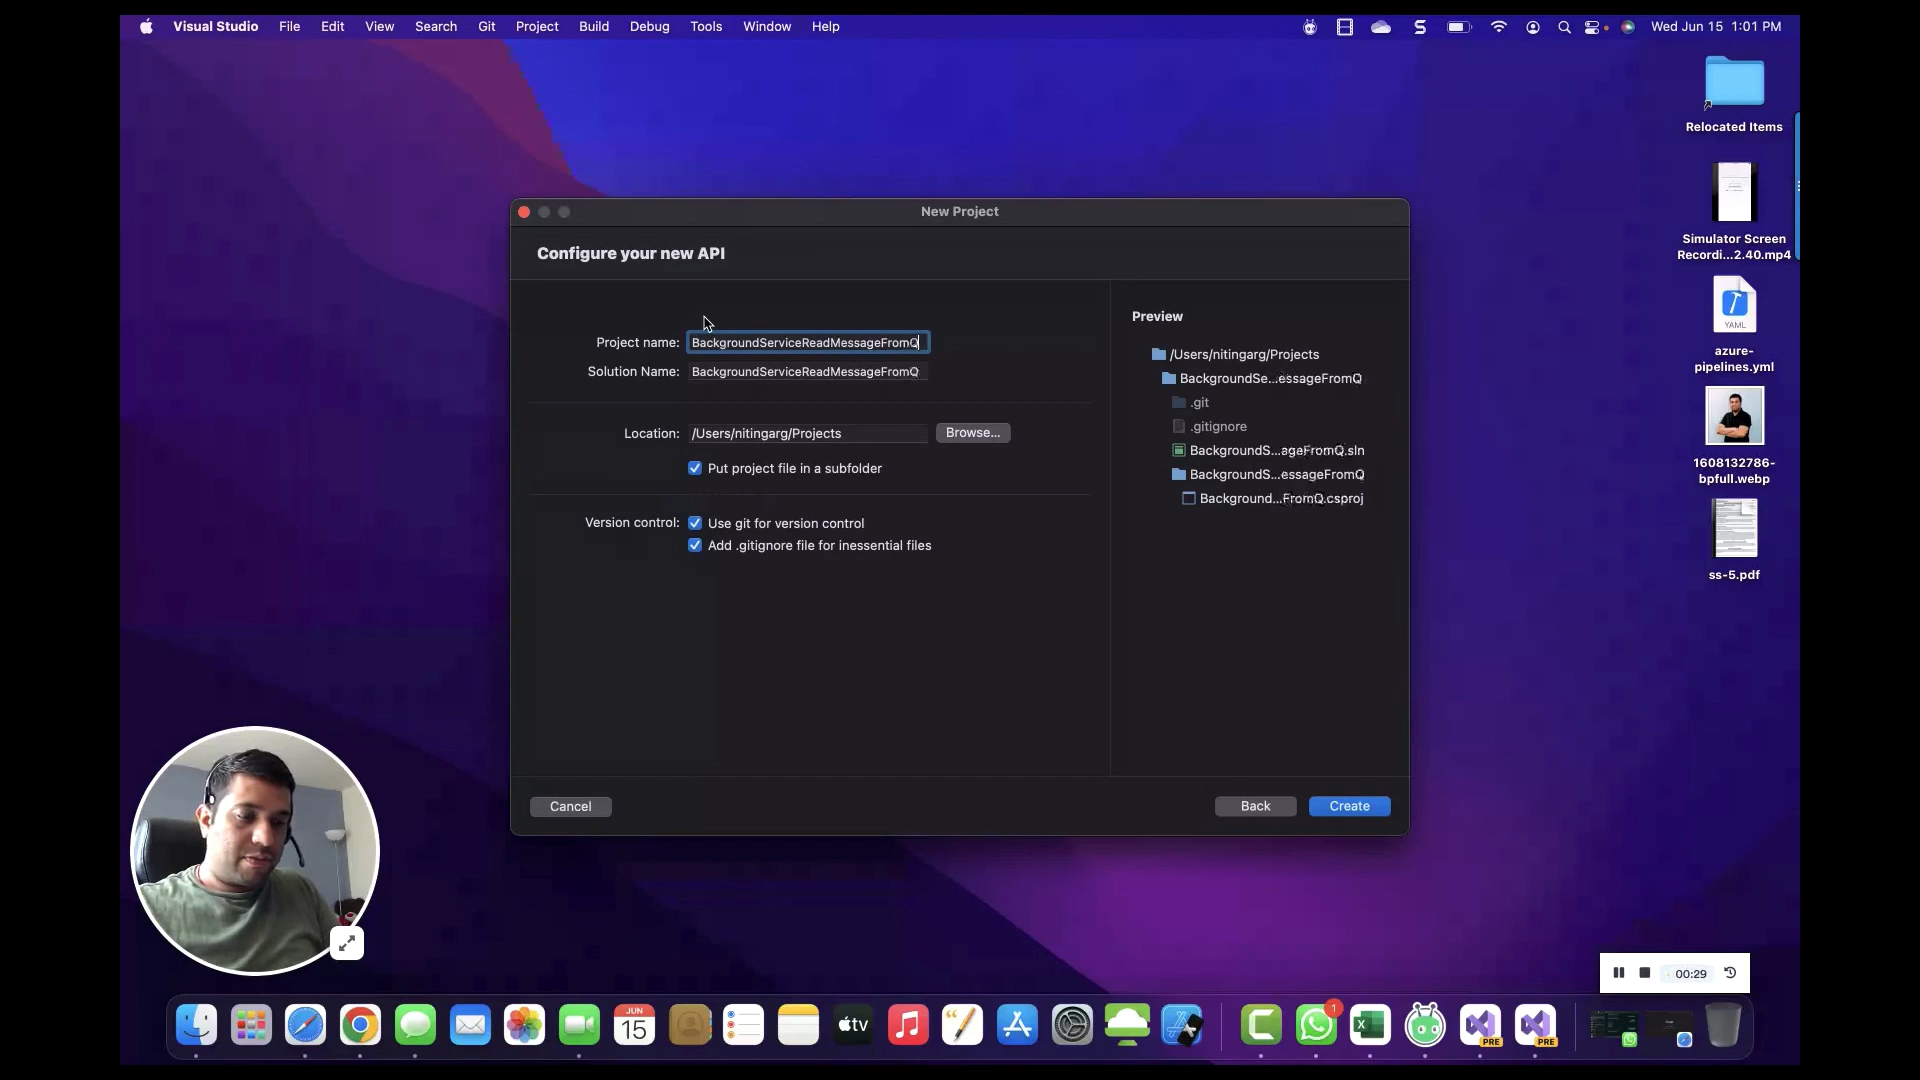 Visual Studio File Edit View Search Git Project Build Debug Tools Window Help
Wed Jun 15 1:01 PM
Relocated Items
Simulator Screen
Recordi...2.40.mp4
YAML
azure-
pipelines.yml
1608132786-
bpfull.webp
ss-5.pdf
New Project
Configure your new API
Project name: BackgroundServiceReadMessageFromQ
Solution Name: BackgroundServiceReadMessageFromQ
Location: /Users/nitingarg/Projects Browse...
Put project file in a subfolder
Version control: Use git for version control
Add .gitignore file for inessential files
Preview
/Users/nitingarg/Projects
BackgroundSe...essageFromQ
.git
.gitignore
BackgroundS...ageFromQ.sln
BackgroundS...essageFromQ
Background...FromQ.csproj
Cancel Back Create
00:29
JUN
15
tv
1
PRE
PRE